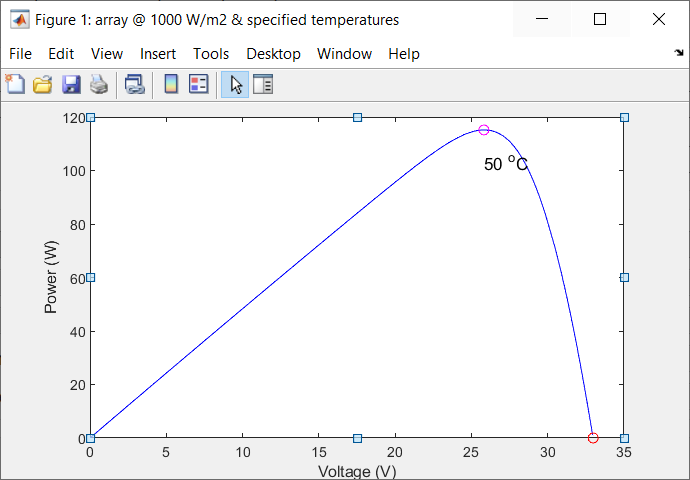 Figure 1: array @ 1000 W/m2 & specified temperatures
File Edit View Insert Tools Desktop Window Help
120
100
80
60
40
20
0
Power (W)
50 °C
0 5 10 15 20 25 30 35
Voltage (V)